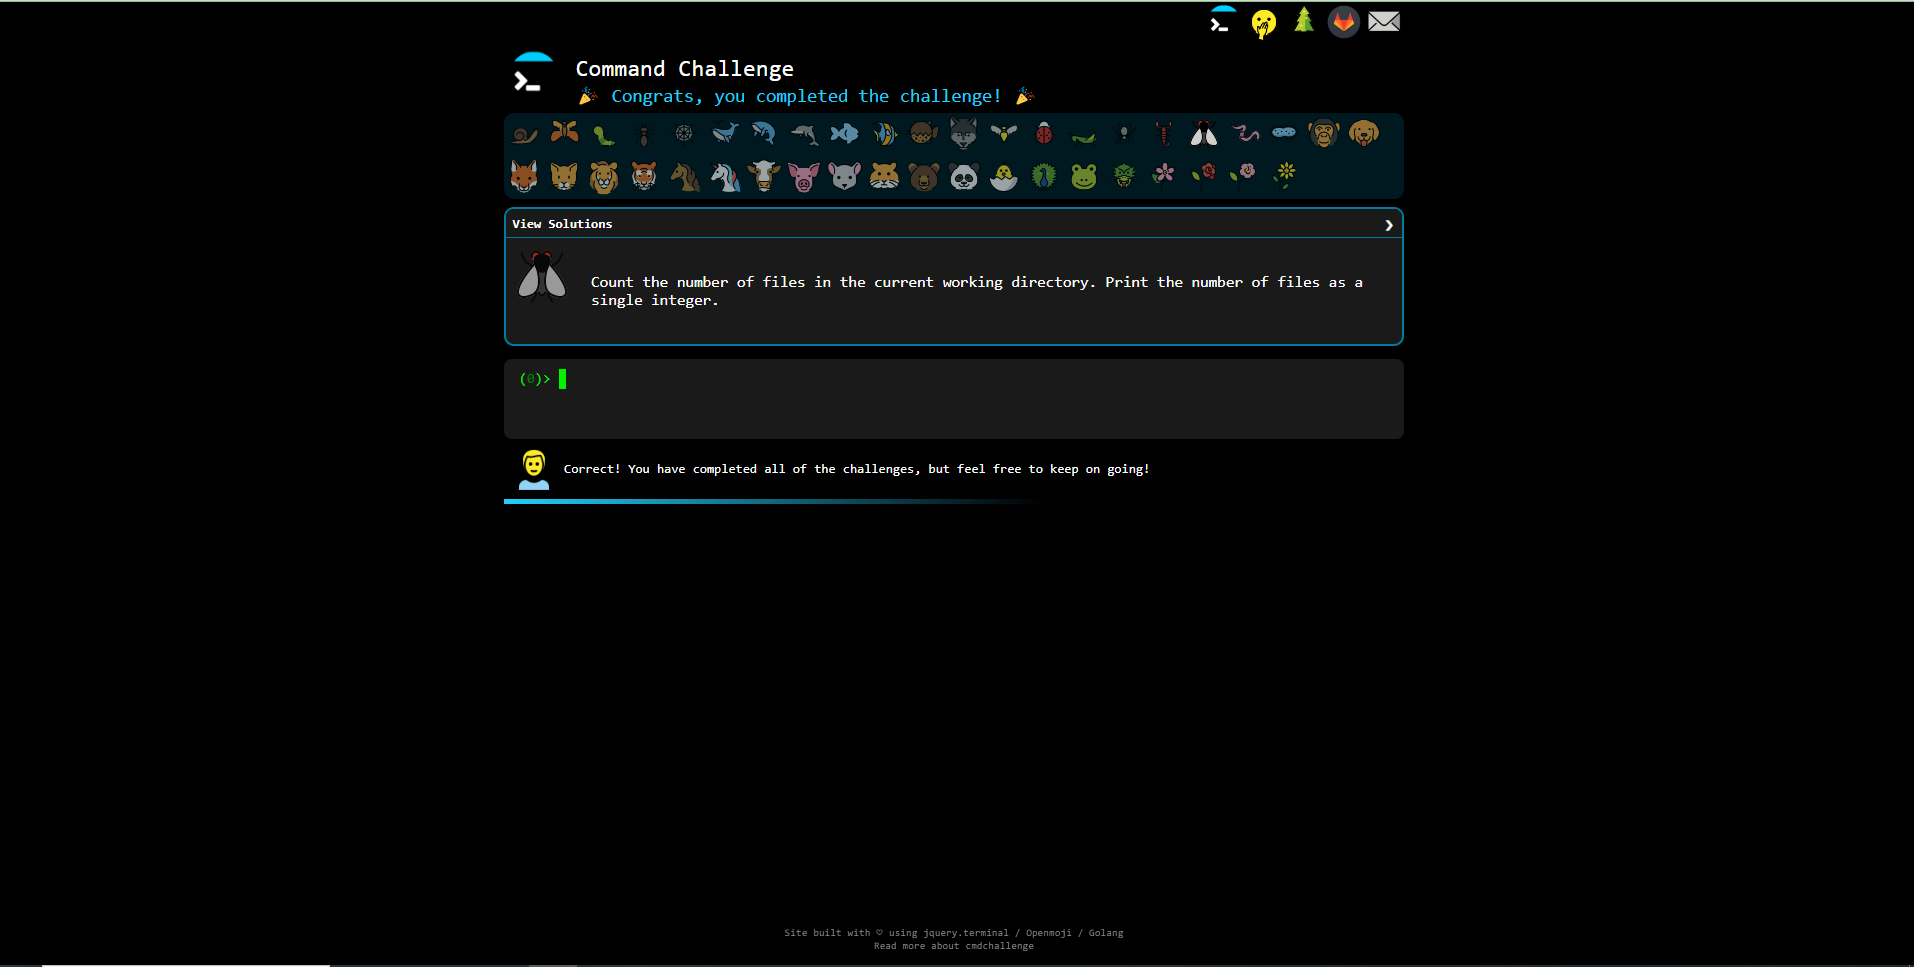 Command Challenge
Congrats, you completed the challenge!
View Solutions
Count the number of files in the current working directory. Print the number of files as a
single integer.
(0)>
Correct! You have completed all of the challenges, but feel free to keep on going!
Site built with ♡ using jquery.terminal / Openmoji / Golang
Read more about cmdchallenge